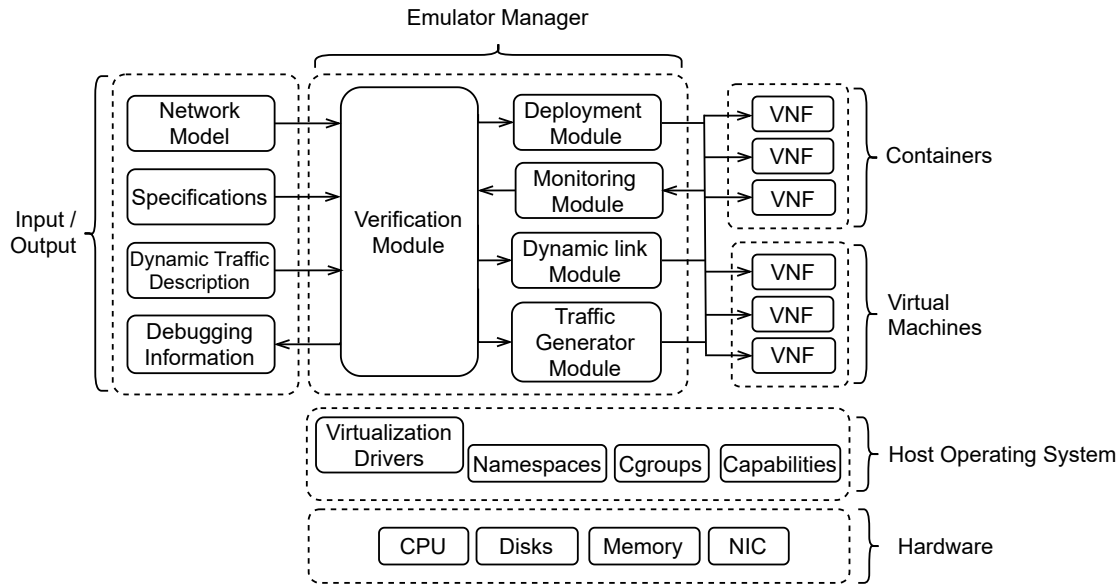 Emulator Manager
Input /
Output
Network
Model
Specifications
Dynamic Traffic
Description
Debugging
Information
Verification
Module
Deployment
Module
Monitoring
Module
Dynamic link
Module
Traffic
Generator
Module
VNF
VNF
VNF
Containers
VNF
VNF
VNF
Virtual
Machines
Virtualization
Drivers
Namespaces
Cgroups
Capabilities
Host Operating System
CPU
Disks
Memory
NIC
Hardware